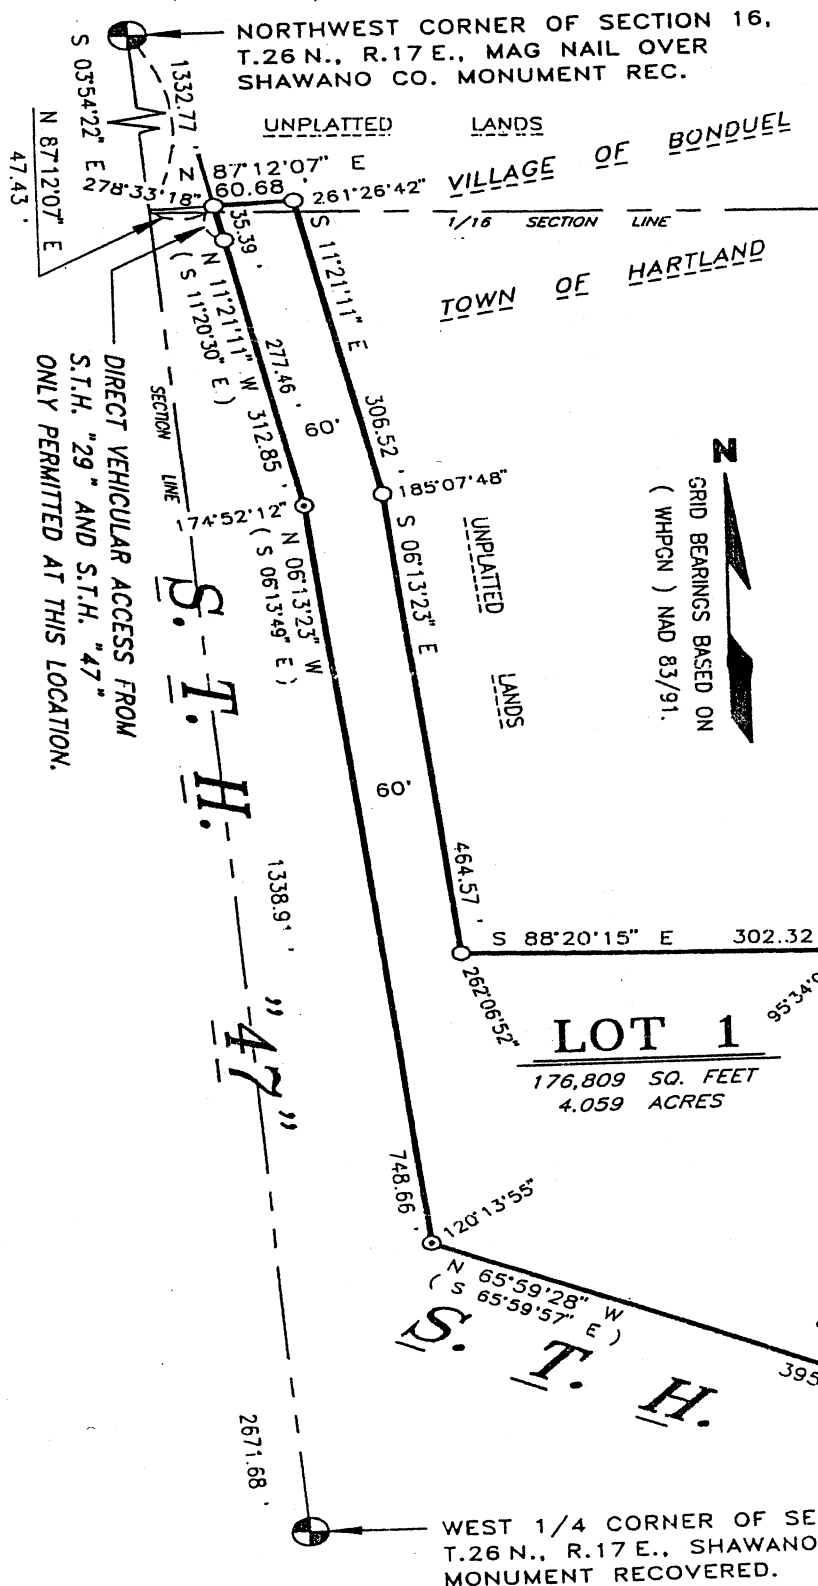 NORTHWEST CORNER OF SECTION 16,
T.26 N., R.17 E., MAG NAIL OVER
SHAWANO CO. MONUMENT REC.
S 03°54'22" E
1332.77 '
UNPLATTED LANDS
VILLAGE OF BONDUEL
N 87°12'07" E
60.68
N 87°12'07" E
47.43 '
278°33'18"
261°26'42"
1/16 SECTION LINE
TOWN OF HARTLAND
35.39 '
S 11°21'11" E
306.52 '
N 11°21'11" W 312.85 '
( S 11°20'30" E )
277.46 '
60'
DIRECT VEHICULAR ACCESS FROM
S.T.H. "29" AND S.T.H. "47"
ONLY PERMITTED AT THIS LOCATION.
SECTION LINE
174°52'12"
185°07'48"
N 06°13'23" W
( S 06°13'49" E )
S 06°13'23" E
UNPLATTED LANDS
N
GRID BEARINGS BASED ON
( WHPGN ) NAD 83/91.
S. T. H. "47"
60'
464.57 '
1338.91 '
S 88°20'15" E 302.32
262°06'52"
95°34'0
LOT 1
176,809 SQ. FEET
4.059 ACRES
748.66 '
120°13'55"
N 65°59'28" W
( S 65°59'57" E )
395
S. T. H.
2671.68 '
WEST 1/4 CORNER OF SE
T.26 N., R.17 E., SHAWANO
MONUMENT RECOVERED.